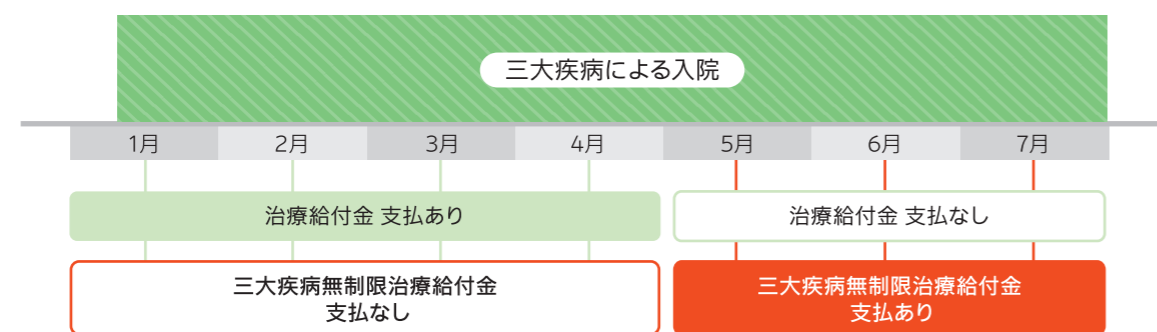 三大疾病による入院
1月 2月 3月 4月 5月 6月 7月
治療給付金 支払あり 治療給付金 支払なし
三大疾病無制限治療給付金
支払なし
三大疾病無制限治療給付金
支払あり